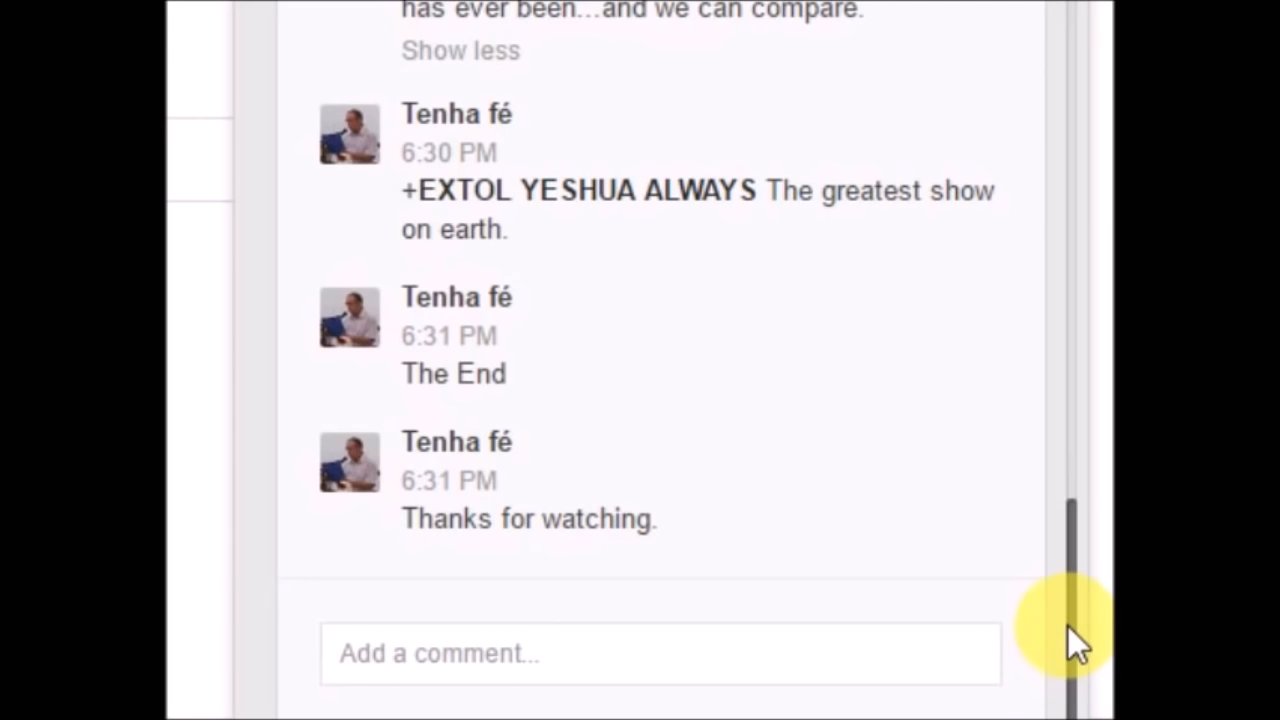 has ever been...and we can compare.
Show less
Tenha fé
6:30 PM
+EXTOL YESHUA ALWAYS The greatest show
on earth.
Tenha fé
6:31 PM
The End
Tenha fé
6:31 PM
Thanks for watching.
Add a comment...